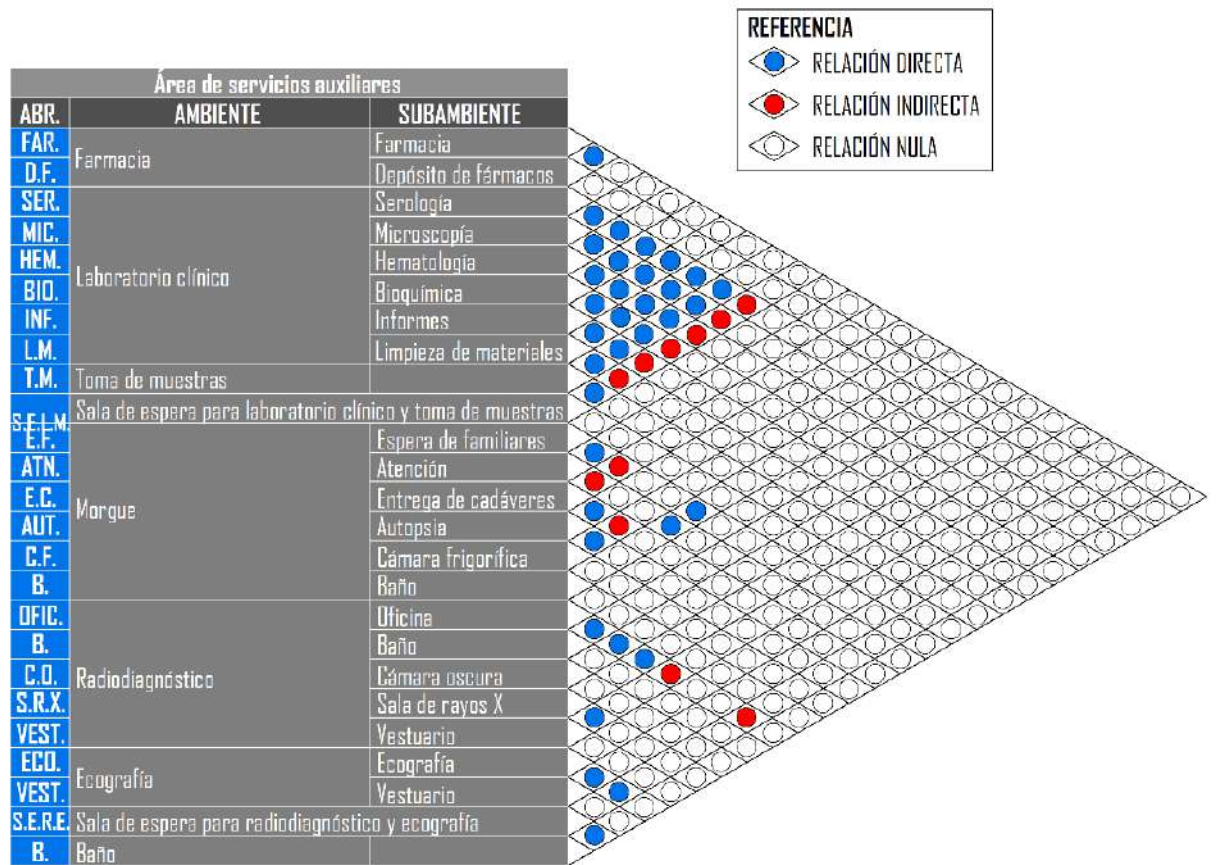 REFERENCIA
RELACIÓN DIRECTA
RELACIÓN INDIRECTA
RELACIÓN NULA
Área de servicios auxiliares
ABR. AMBIENTE SUBAMBIENTE
FAR. Farmacia Farmacia
D.F. Depósito de fármacos
SER. Laboratorio clínico Serología
MIC. Microscopía
HEM. Hematología
BIO. Bioquímica
INF. Informes
L.M. Limpieza de materiales
T.M. Toma de muestras
S.E.L.M. Sala de espera para laboratorio clínico y toma de muestras
E.F. Morgue Espera de familiares
ATN. Atención
E.C. Entrega de cadáveres
AUT. Autopsia
C.F. Cámara frigorífica
B. Baño
OFIC. Radiodiagnóstico Oficina
B. Baño
C.O. Cámara oscura
S.R.X. Sala de rayos X
VEST. Vestuario
ECO. Ecografía Ecografía
VEST. Vestuario
S.E.R.E. Sala de espera para radiodiagnóstico y ecografía
B. Baño